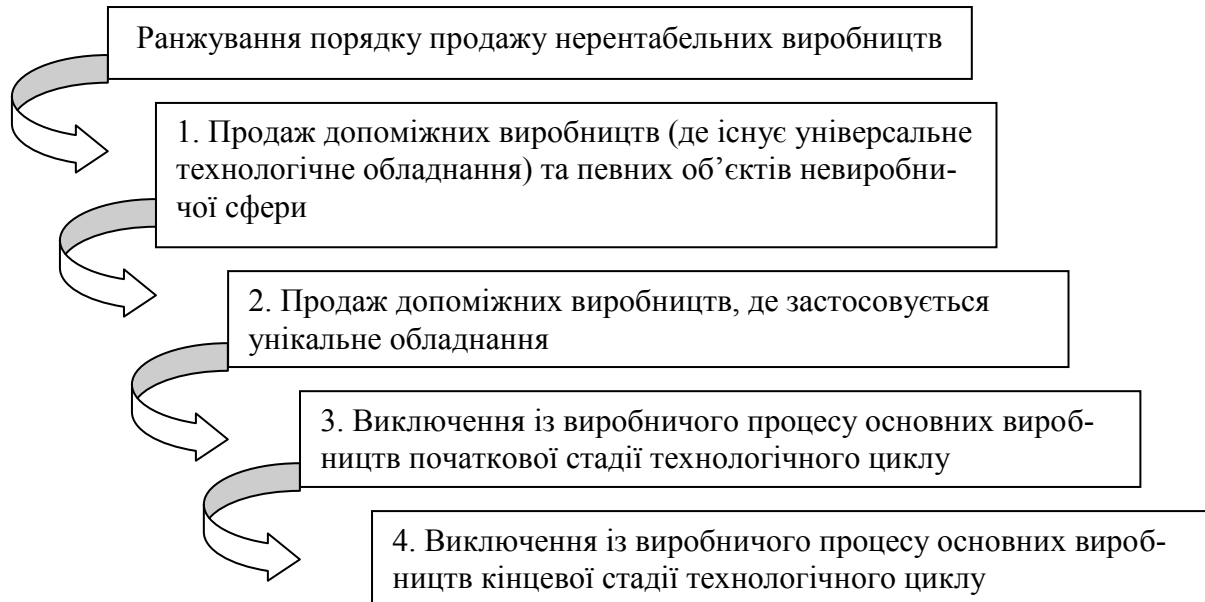 Ранжування порядку продажу нерентабельних виробництв
1. Продаж допоміжних виробництв (де існує універсальне
технологічне обладнання) та певних об’єктів невиробни-
чої сфери
2. Продаж допоміжних виробництв, де застосовується
унікальне обладнання
3. Виключення із виробничого процесу основних вироб-
ництв початкової стадії технологічного циклу
4. Виключення із виробничого процесу основних вироб-
ництв кінцевої стадії технологічного циклу